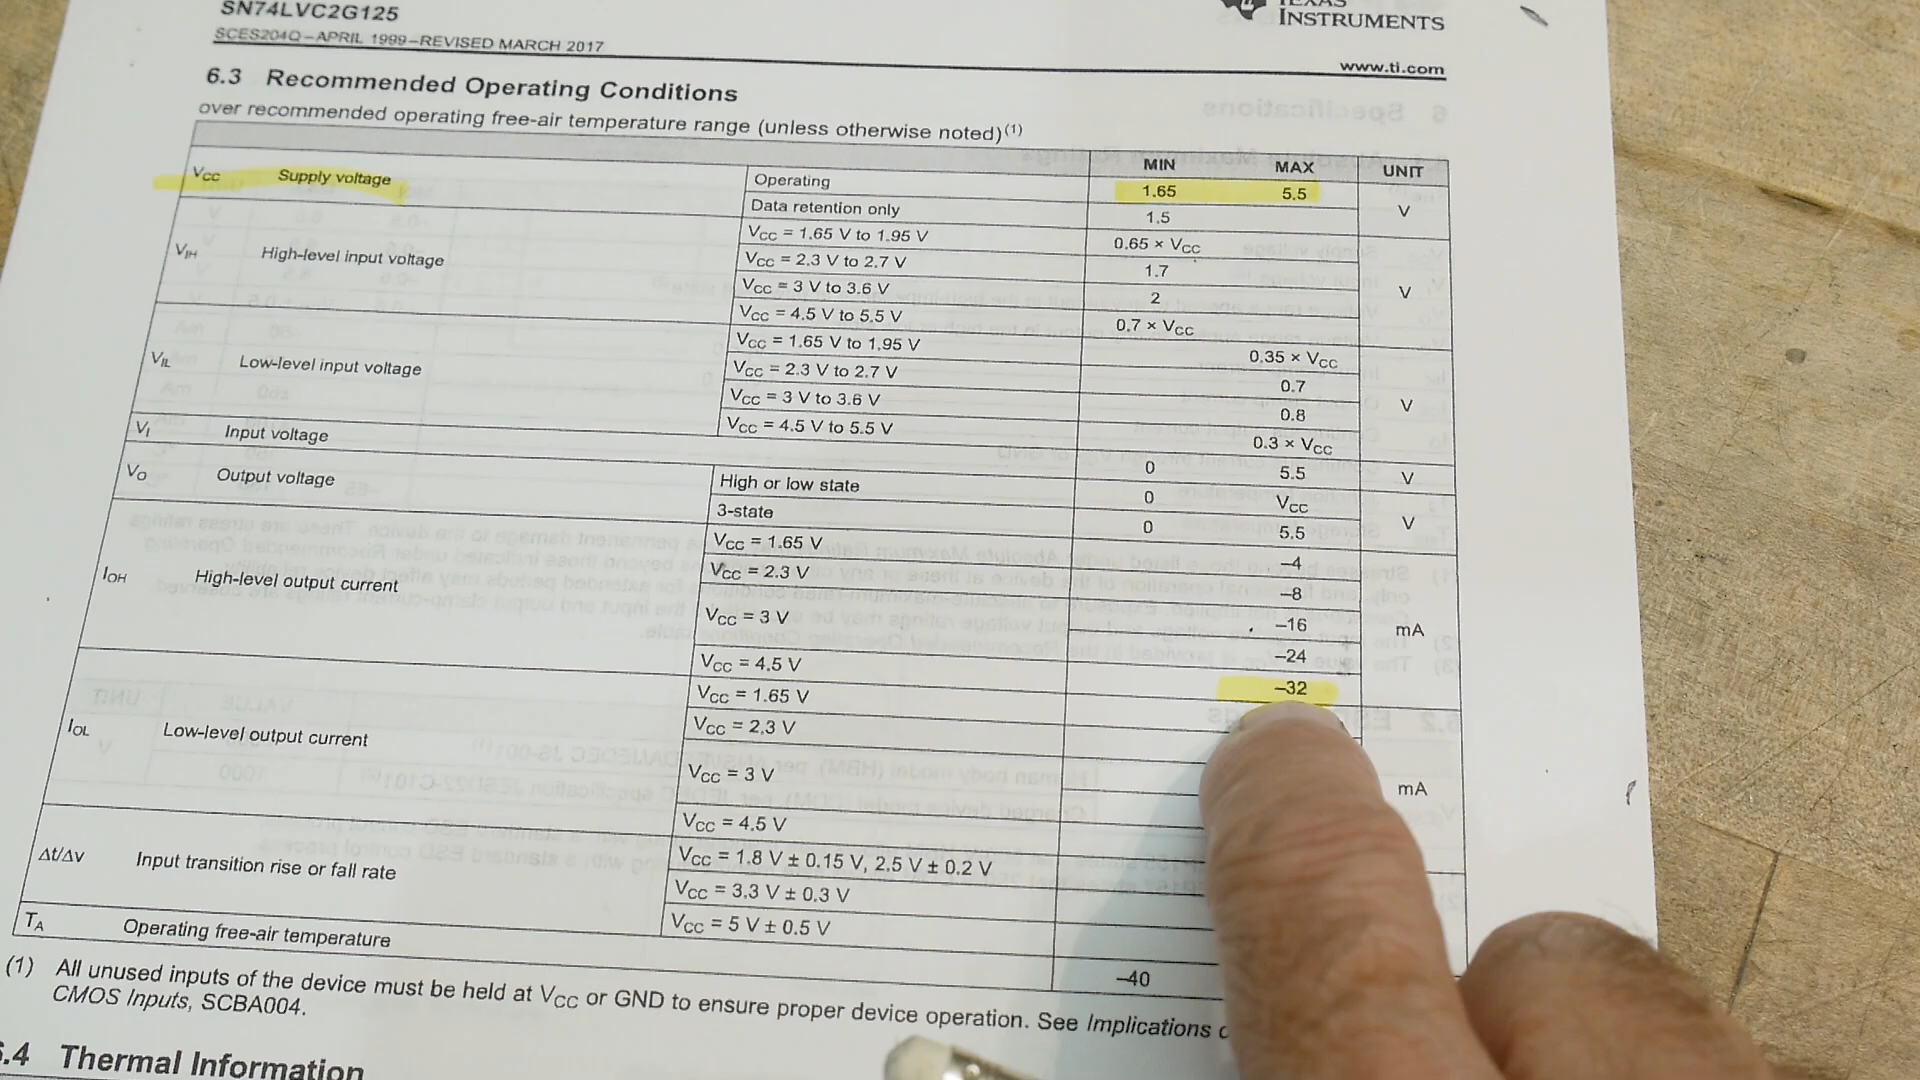 SN74LVC2G125
TEXAS
INSTRUMENTS
SCES204Q–APRIL 1999–REVISED MARCH 2017
www.ti.com
6.3 Recommended Operating Conditions
over recommended operating free-air temperature range (unless otherwise noted)(1)
MIN MAX UNIT
VCC Supply voltage Operating 1.65 5.5 V
Data retention only 1.5
VIH High-level input voltage VCC = 1.65 V to 1.95 V 0.65 × VCC V
VCC = 2.3 V to 2.7 V 1.7
VCC = 3 V to 3.6 V 2
VCC = 4.5 V to 5.5 V 0.7 × VCC
VIL Low-level input voltage VCC = 1.65 V to 1.95 V 0.35 × VCC V
VCC = 2.3 V to 2.7 V 0.7
VCC = 3 V to 3.6 V 0.8
VCC = 4.5 V to 5.5 V 0.3 × VCC
VI Input voltage 0 5.5 V
VO Output voltage High or low state 0 VCC V
3-state 0 5.5
IOH High-level output current VCC = 1.65 V –4 mA
VCC = 2.3 V –8
VCC = 3 V –16
–24
VCC = 4.5 V –32
IOL Low-level output current VCC = 1.65 V mA
VCC = 2.3 V
VCC = 3 V
VCC = 4.5 V
Δt/Δv Input transition rise or fall rate VCC = 1.8 V ± 0.15 V, 2.5 V ± 0.2 V
VCC = 3.3 V ± 0.3 V
VCC = 5 V ± 0.5 V
TA Operating free-air temperature –40
(1) All unused inputs of the device must be held at VCC or GND to ensure proper device operation. See Implications
CMOS Inputs, SCBA004.
6.4 Thermal Information